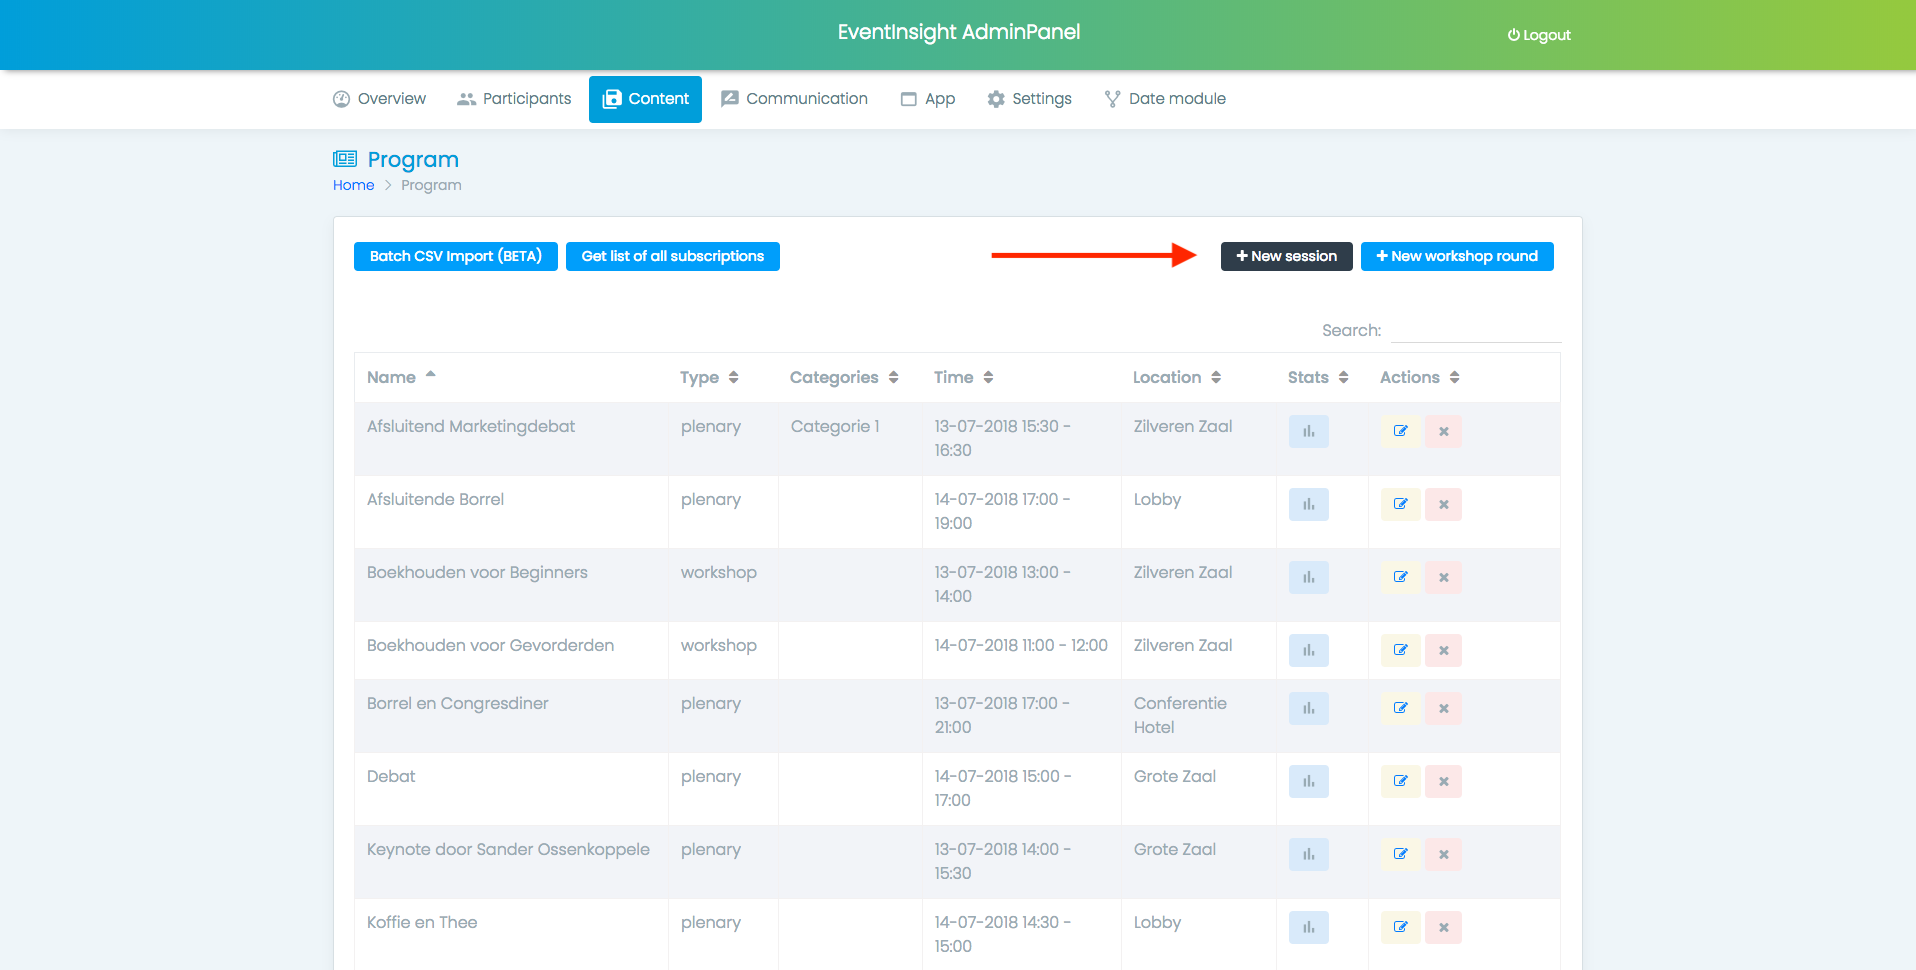 EventInsight AdminPanel
Logout
Overview
Participants
Content
Communication
App
Settings
Date module
Program
Home > Program
Batch CSV Import (BETA)
Get list of all subscriptions
+ New session
+ New workshop round
Search:
Name Type Categories Time Location Stats Actions
Afsluitend Marketingdebat plenary Categorie 1 13-07-2018 15:30 - Zilveren Zaal
16:30
Afsluitende Borrel plenary 14-07-2018 17:00 - Lobby
19:00
Boekhouden voor Beginners workshop 13-07-2018 13:00 - Zilveren Zaal
14:00
Boekhouden voor Gevorderden workshop 14-07-2018 11:00 - 12:00 Zilveren Zaal
Borrel en Congresdiner plenary 13-07-2018 17:00 - Conferentie
21:00 Hotel
Debat plenary 14-07-2018 15:00 - Grote Zaal
17:00
Keynote door Sander Ossenkoppele plenary 13-07-2018 14:00 - Grote Zaal
15:30
Koffie en Thee plenary 14-07-2018 14:30 - Lobby
15:00